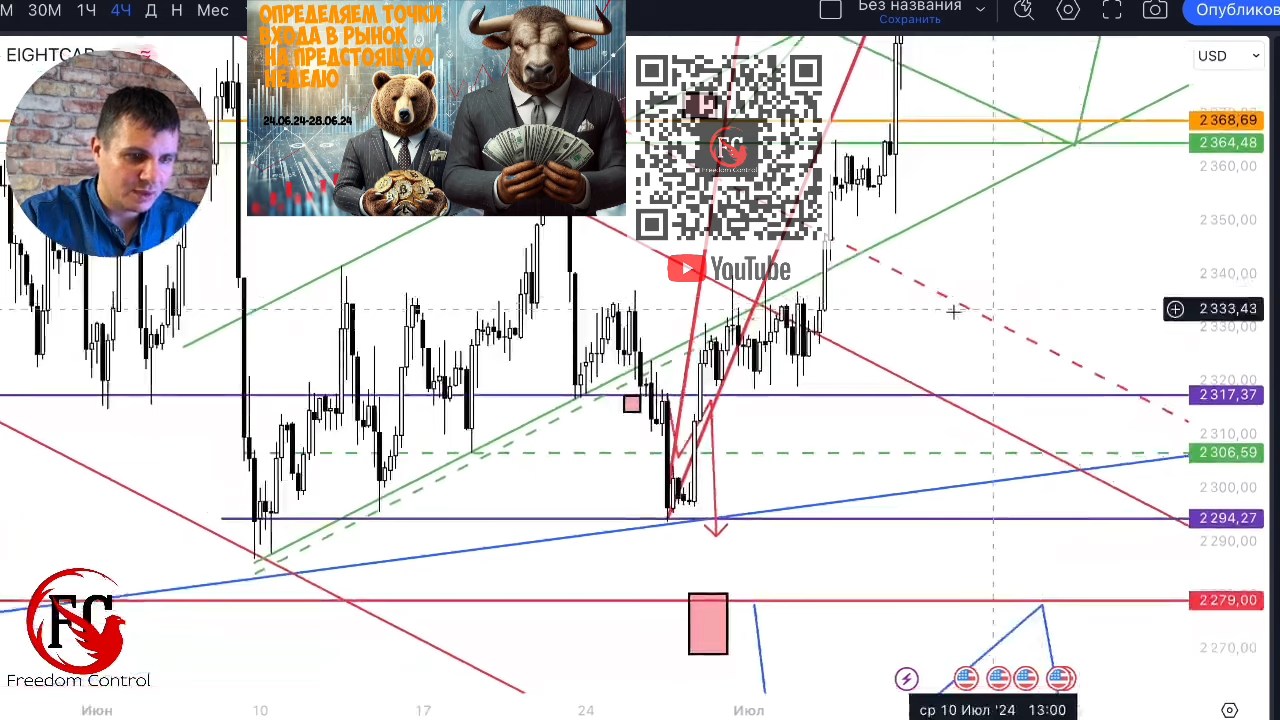 М 30М 1Ч 4Ч Д Н Мес
Без названия
Сохранить
Опубликов
EIGHTCAP
ОПРЕДЕЛЯЕМ ТОЧКИ
ВХОДА В РЫНОК
НА ПРЕДСТОЯЩУЮ
НЕДЕЛЮ
24.06.24-28.06.24
FC
Freedom Control
YouTube
USD
2 368,69
2 364,48
2 360,00
2 350,00
2 340,00
2 333,43
2 330,00
2 320,00
2 317,37
2 310,00
2 306,59
2 300,00
2 294,27
2 290,00
2 279,00
2 270,00
FC
Freedom Control
Июн 10 17 24 Июл
ср 10 Июл '24 13:00